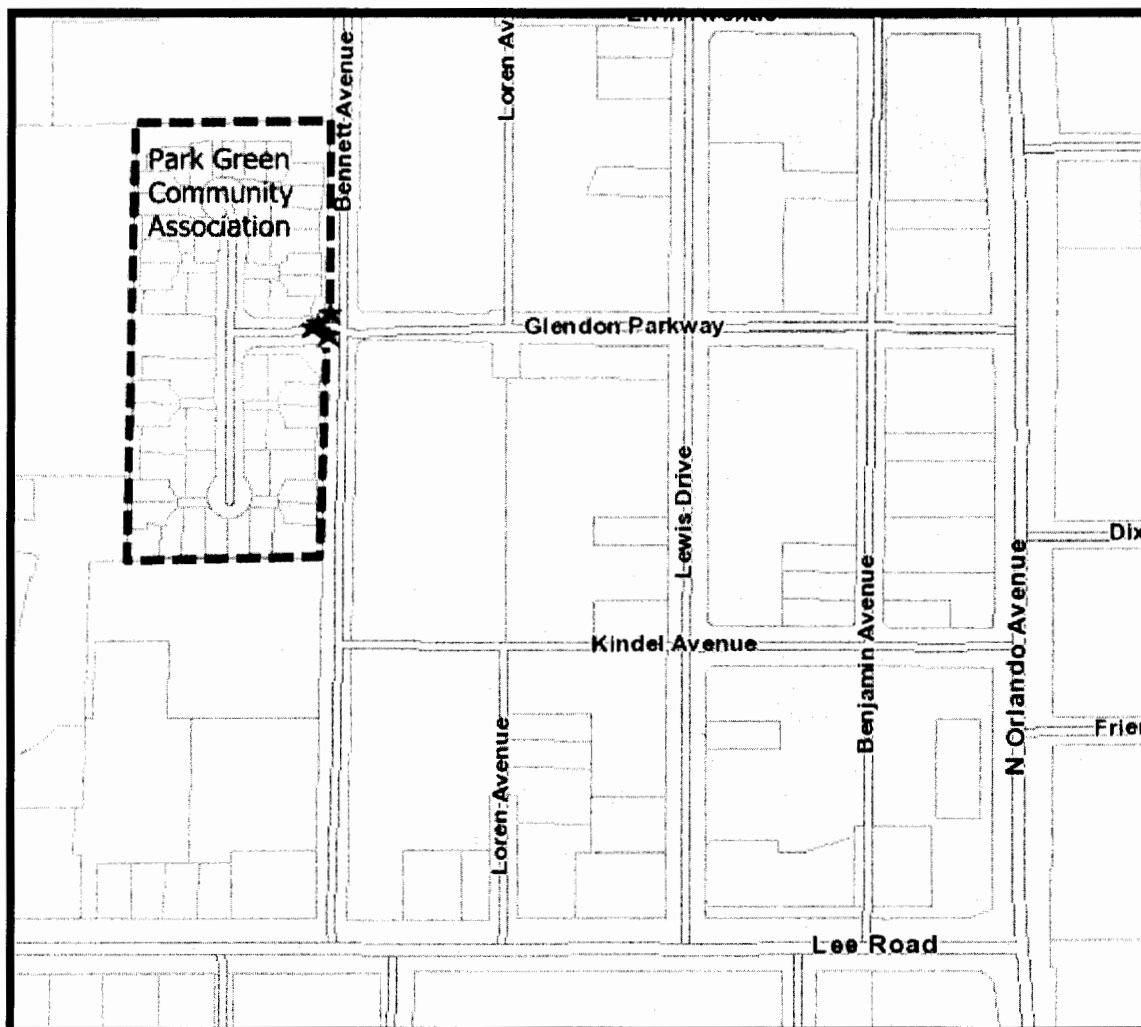 Bennett Avenue
Loren Av
Park Green
Community
Association
Glendon Parkway
Lewis Drive
Dix
Benjamin Avenue
N Orlando Avenue
Kindel Avenue
Loren Avenue
Frien
Lee Road